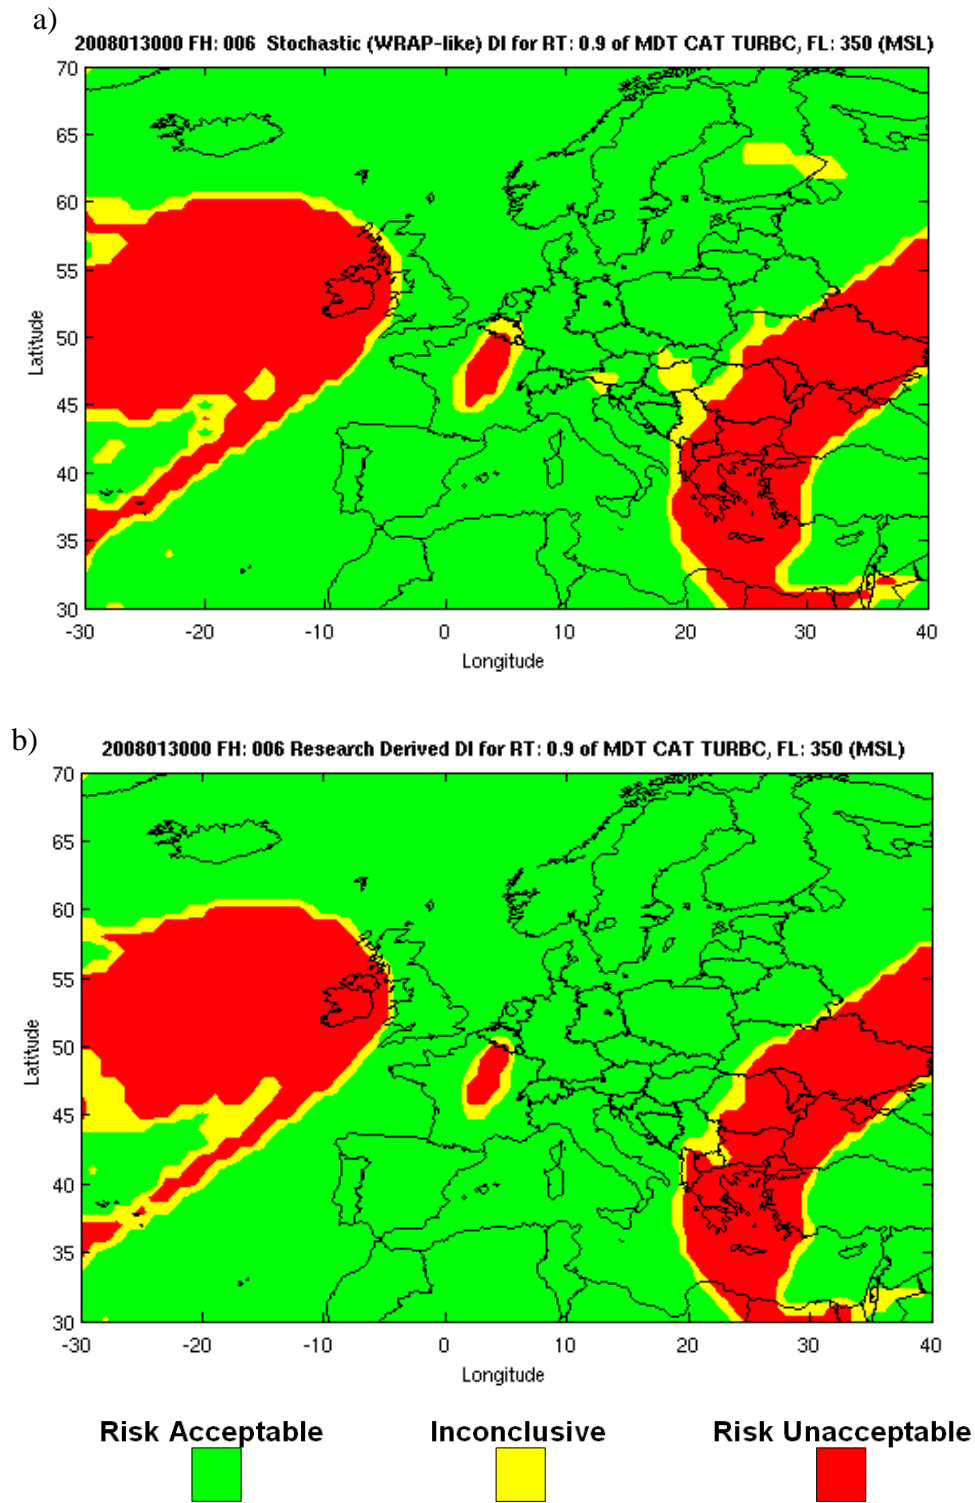 a)
2008013000 FH: 006 Stochastic (WRAP-like) DI for RT: 0.9 of MDT CAT TURBC, FL: 350 (MSL)
70
65
60
55
50
45
40
35
30
Latitude
-30 -20 -10 0 10 20 30 40
Longitude
b)
2008013000 FH: 006 Research Derived DI for RT: 0.9 of MDT CAT TURBC, FL: 350 (MSL)
70
65
60
55
50
45
40
35
30
Latitude
-30 -20 -10 0 10 20 30 40
Longitude
Risk Acceptable Inconclusive Risk Unacceptable